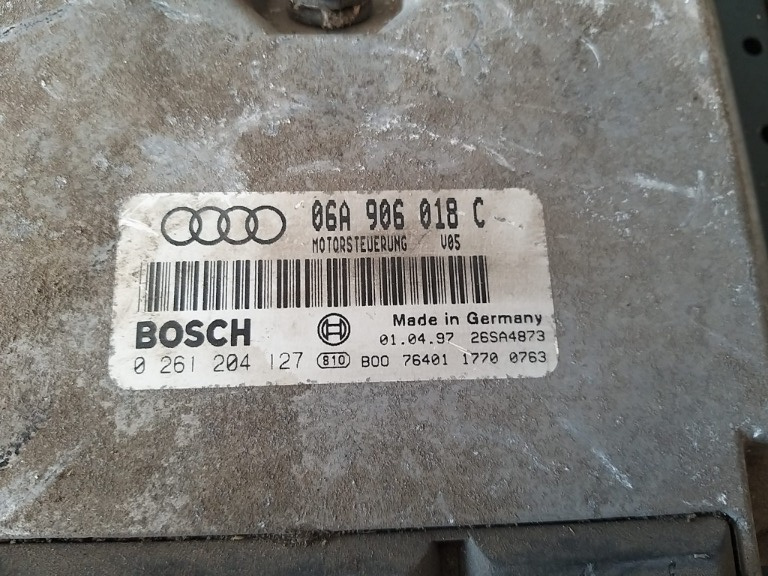 06A 906 018 C
MOTORSTEUERUNG V05
BOSCH
Made in Germany
01.04.97 26SA4873
0 261 204 127 810 B00 76401 1770 0763